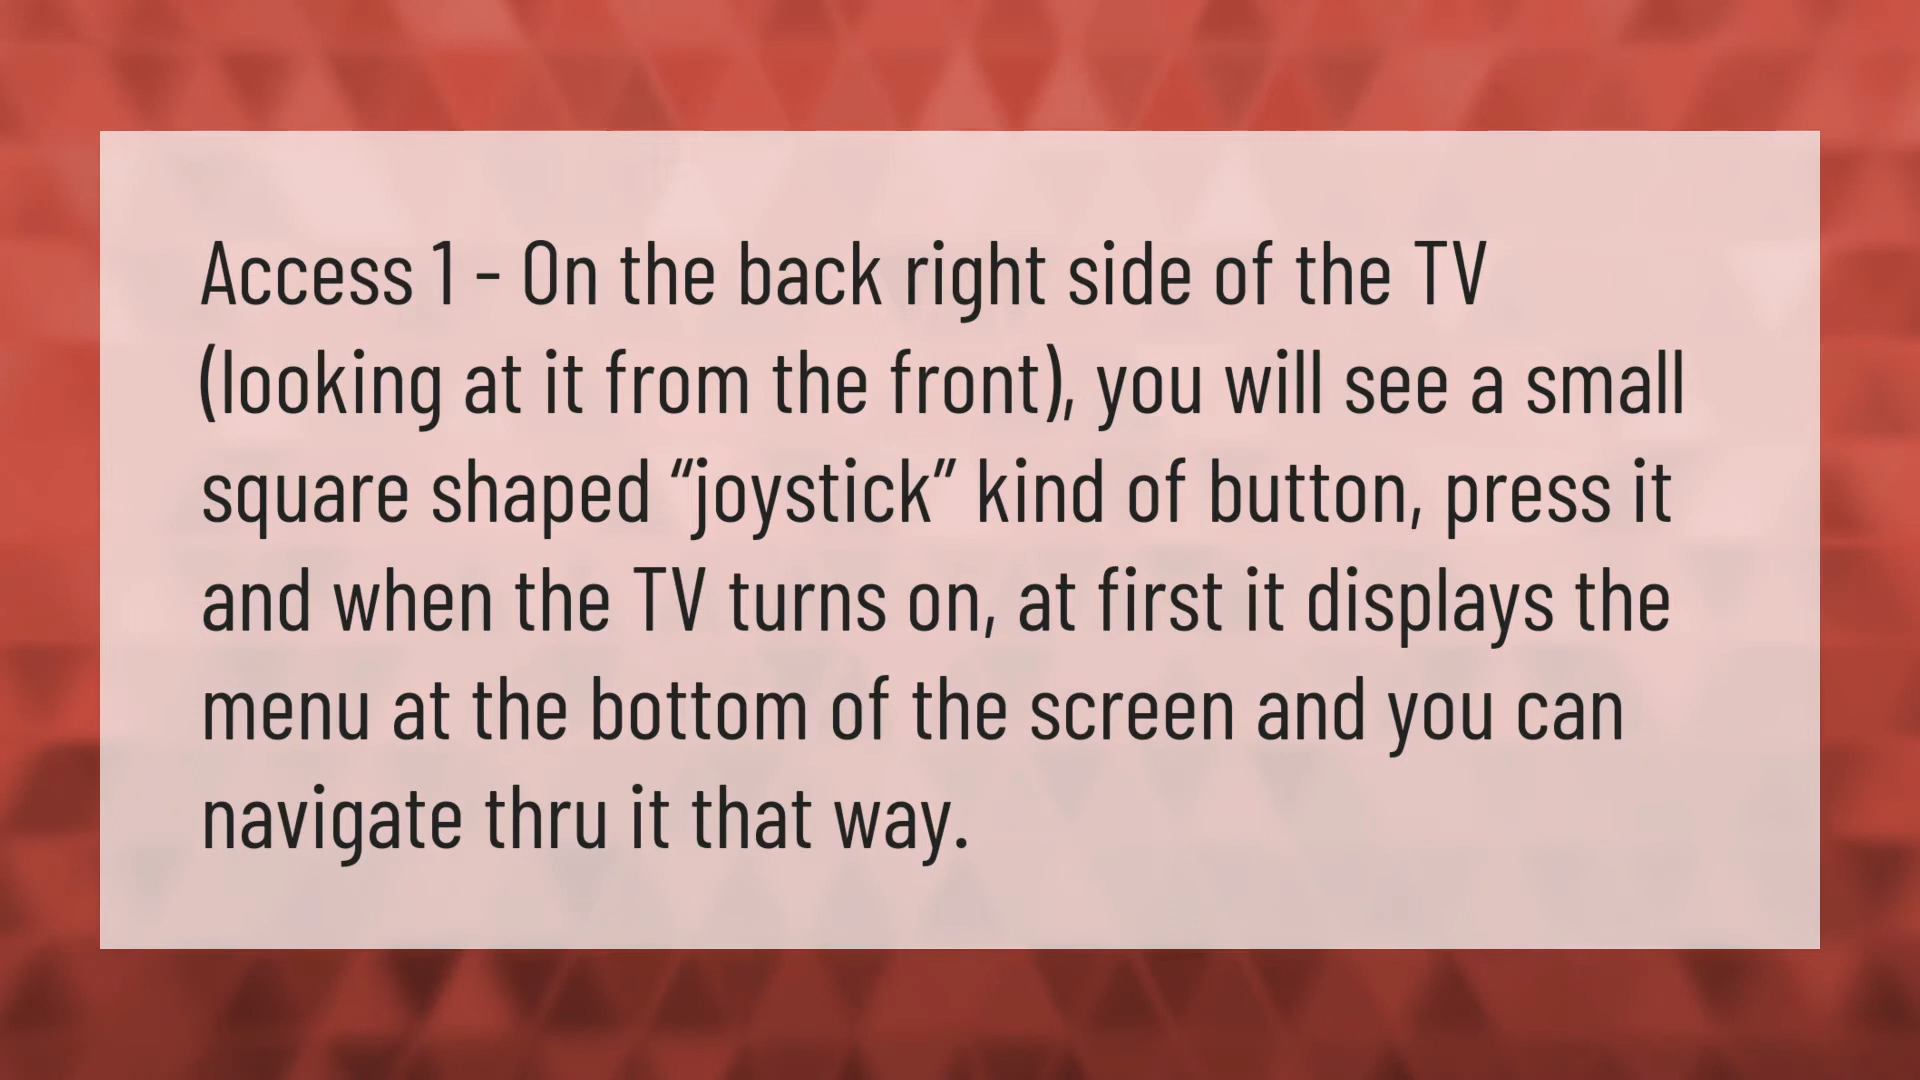 Access 1 - On the back right side of the TV
(looking at it from the front), you will see a small
square shaped “joystick” kind of button, press it
and when the TV turns on, at first it displays the
menu at the bottom of the screen and you can
navigate thru it that way.